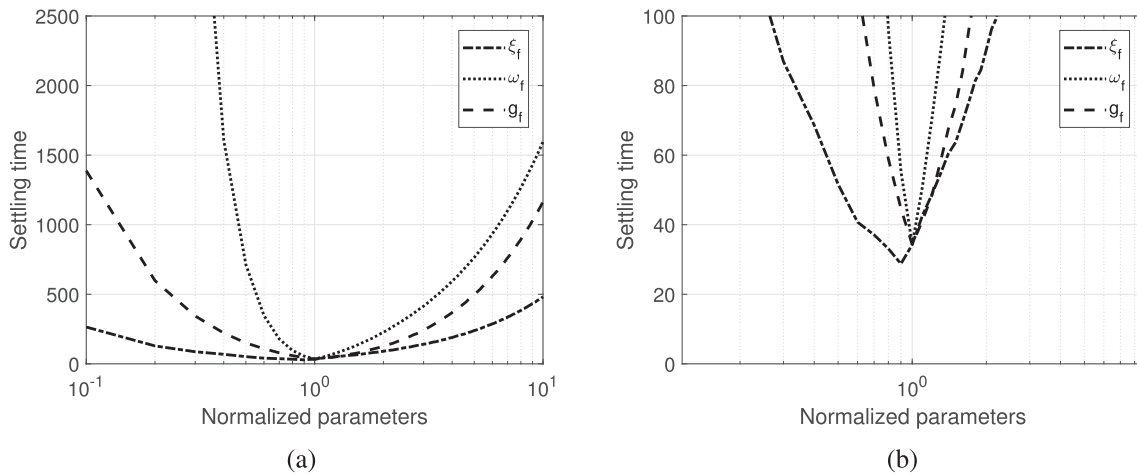 2500
2000
1500
1000
500
0
Settling time
10^-1
10^0
10^1
Normalized parameters
ξ_f
ω_f
g_f
(a)
100
80
60
40
20
0
Settling time
10^0
Normalized parameters
ξ_f
ω_f
g_f
(b)